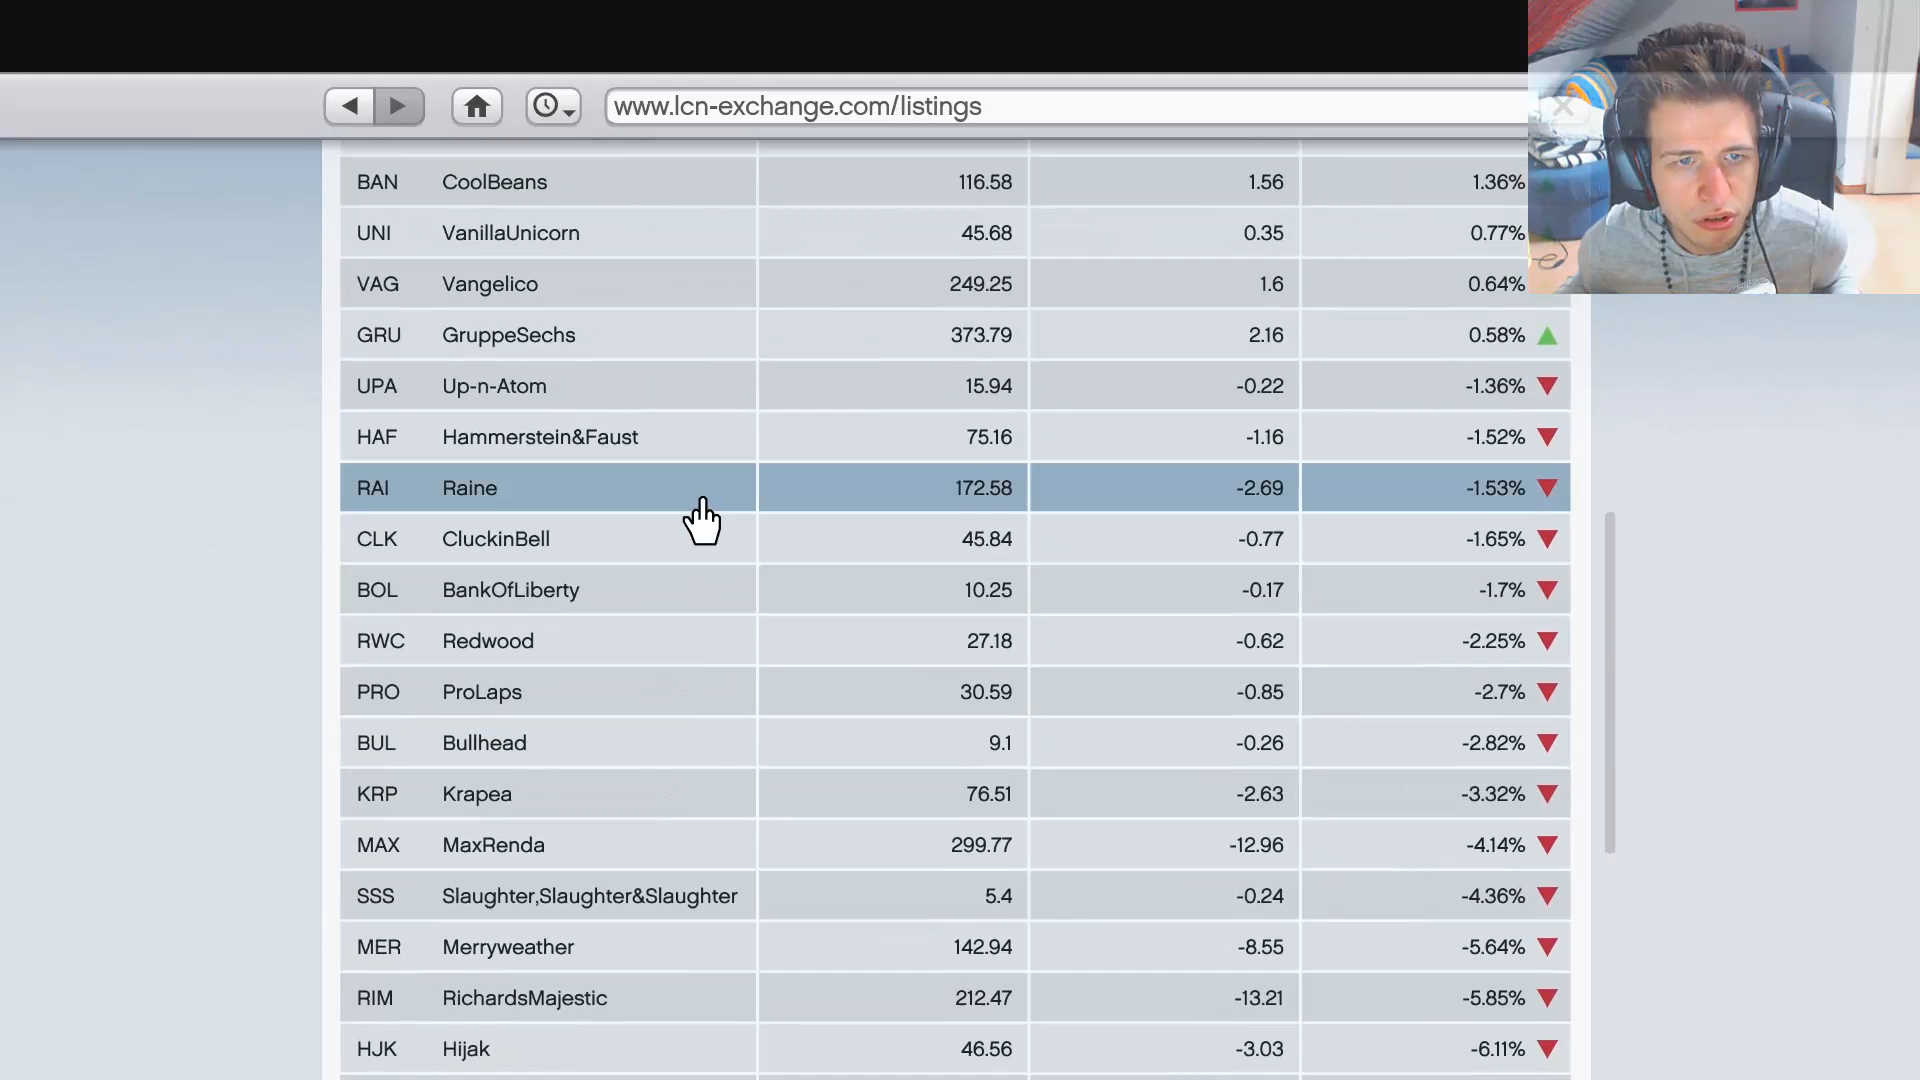 www.lcn-exchange.com/listings
BAN CoolBeans 116.58 1.56 1.36%
UNI VanillaUnicorn 45.68 0.35 0.77%
VAG Vangelico 249.25 1.6 0.64%
GRU GruppeSechs 373.79 2.16 0.58%
UPA Up-n-Atom 15.94 -0.22 -1.36%
HAF Hammerstein&Faust 75.16 -1.16 -1.52%
RAI Raine 172.58 -2.69 -1.53%
CLK CluckinBell 45.84 -0.77 -1.65%
BOL BankOfLiberty 10.25 -0.17 -1.7%
RWC Redwood 27.18 -0.62 -2.25%
PRO ProLaps 30.59 -0.85 -2.7%
BUL Bullhead 9.1 -0.26 -2.82%
KRP Krapea 76.51 -2.63 -3.32%
MAX MaxRenda 299.77 -12.96 -4.14%
SSS Slaughter,Slaughter&Slaughter 5.4 -0.24 -4.36%
MER Merryweather 142.94 -8.55 -5.64%
RIM RichardsMajestic 212.47 -13.21 -5.85%
HJK Hijak 46.56 -3.03 -6.11%